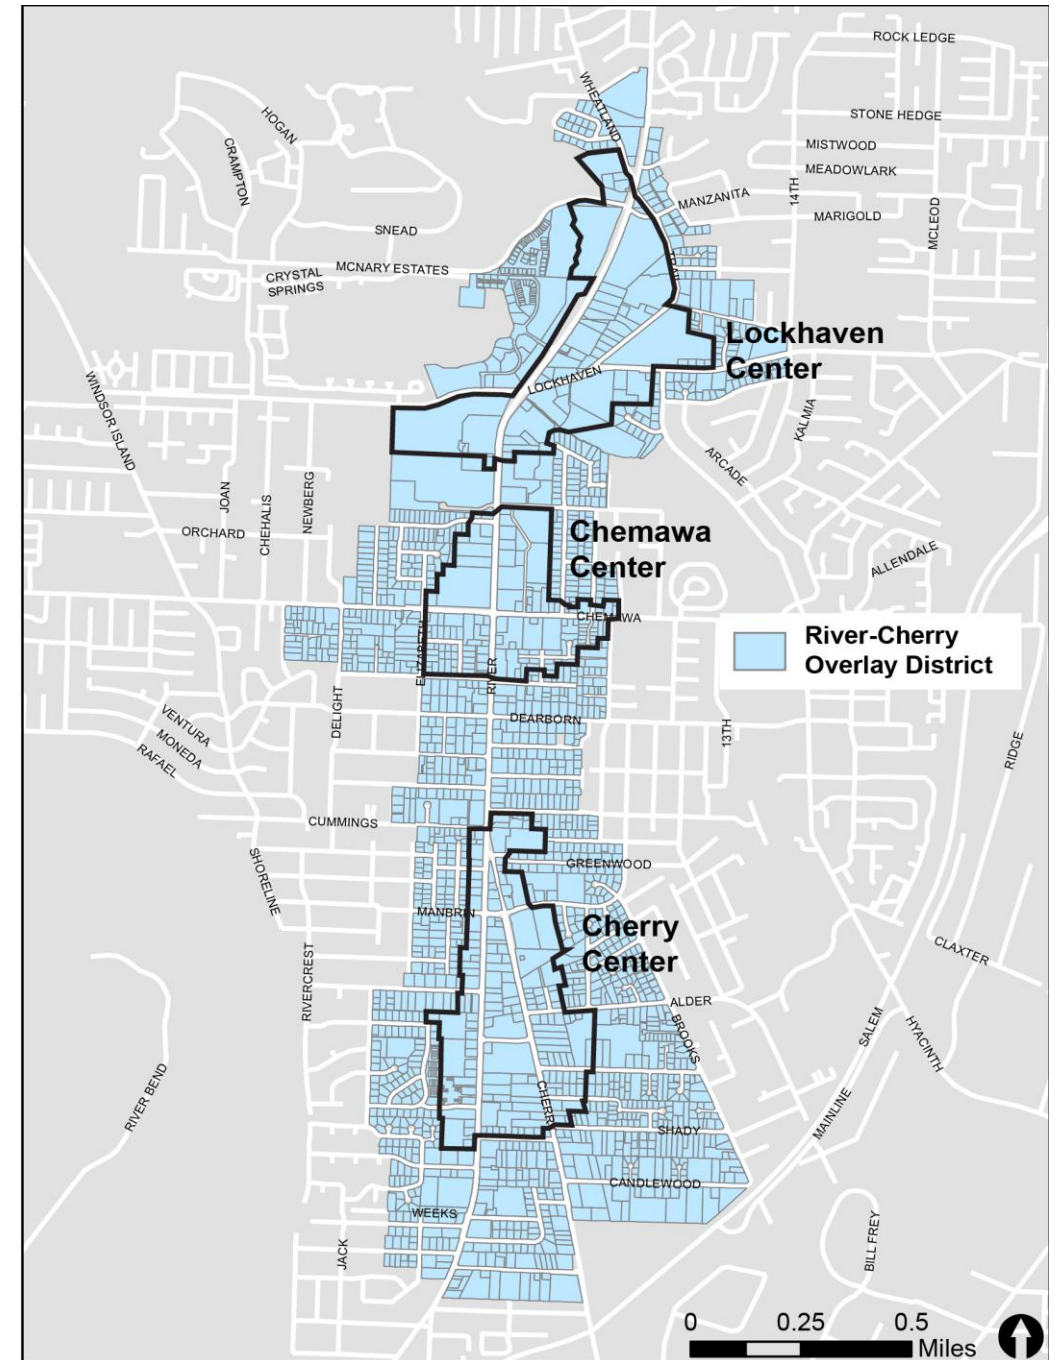 ROCK LEDGE
WHEATLAND
HOGAN
STONE HEDGE
CRAMPTON
MISTWOOD
MEADOWLARK
14TH
MANZANITA
MARIGOLD
MCLEOD
SNEAD
TRAIL
MCNARY ESTATES
CRYSTAL
SPRINGS
Lockhaven
Center
LOCKHAVEN
WINDSOR ISLAND
KALMIA
ARCADE
JOAN
CHEHALIS
NEWBERG
ORCHARD
Chemawa
Center
ALLENDALE
CHEMAWA
ELIZABETH
RIVER
River-Cherry
Overlay District
DELIGHT
DEARBORN
13TH
RIDGE
VENTURA
MONEDA
RAFAEL
CUMMINGS
SHORELINE
GREENWOOD
MANBRIN
Cherry
Center
CLAXTER
RIVERCREST
ALDER
BROOKS
SALEM
HYACINTH
RIVER BEND
CHERRY
MAINLINE
SHADY
CANDLEWOOD
WEEKS
JACK
BILL FREY
0 0.25 0.5
Miles